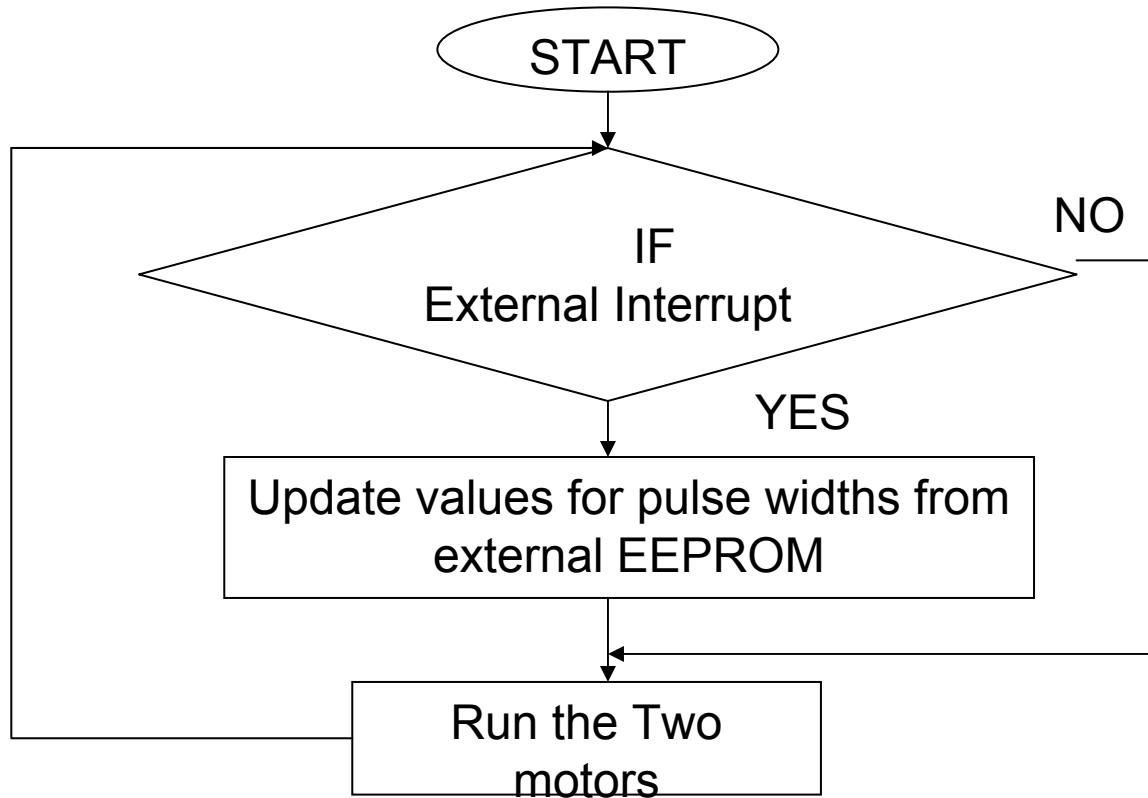 START
NO
IF
External Interrupt
YES
Update values for pulse widths from
external EEPROM
Run the Two
motors